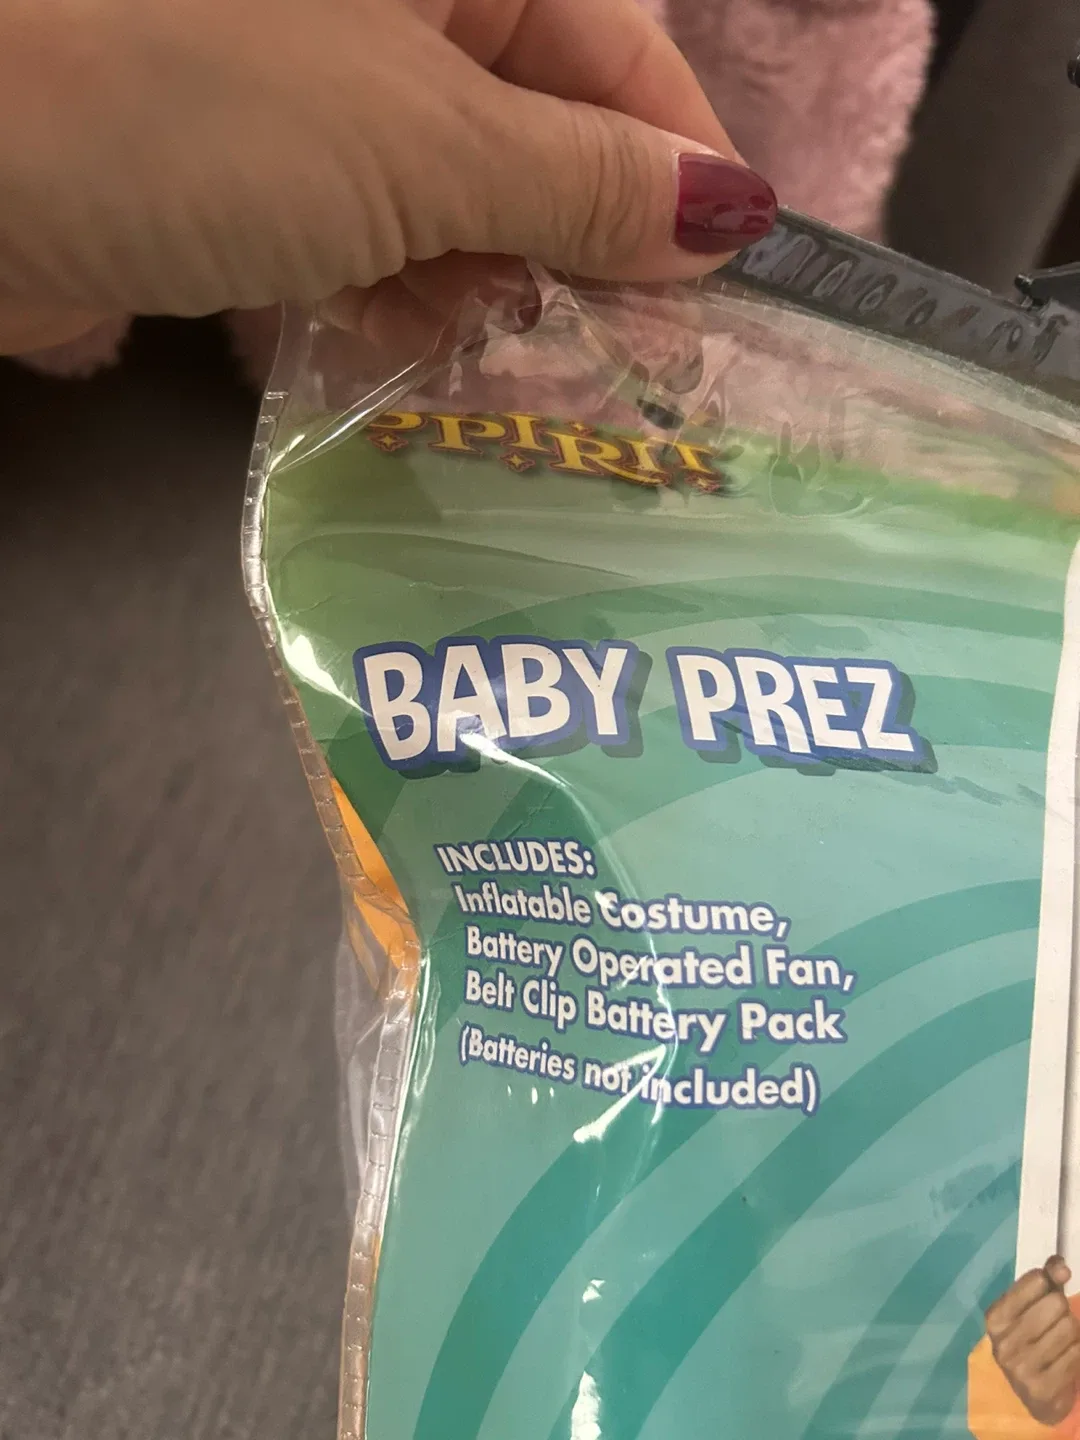 SPIRIT
BABY PREZ
INCLUDES:
Inflatable Costume,
Battery Operated Fan,
Belt Clip Battery Pack
(Batteries not included)